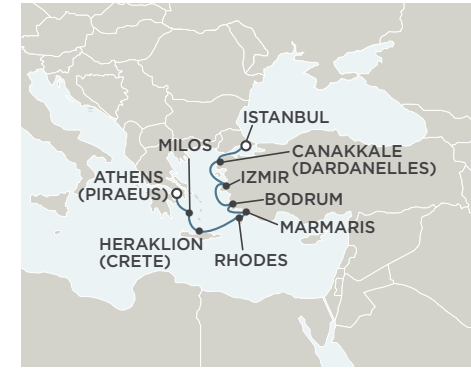 ISTANBUL
MILOS
CANAKKALE
(DARDANELLES)
ATHENS
(PIRAEUS)
IZMIR
BODRUM
MARMARIS
HERAKLION
(CRETE)
RHODES